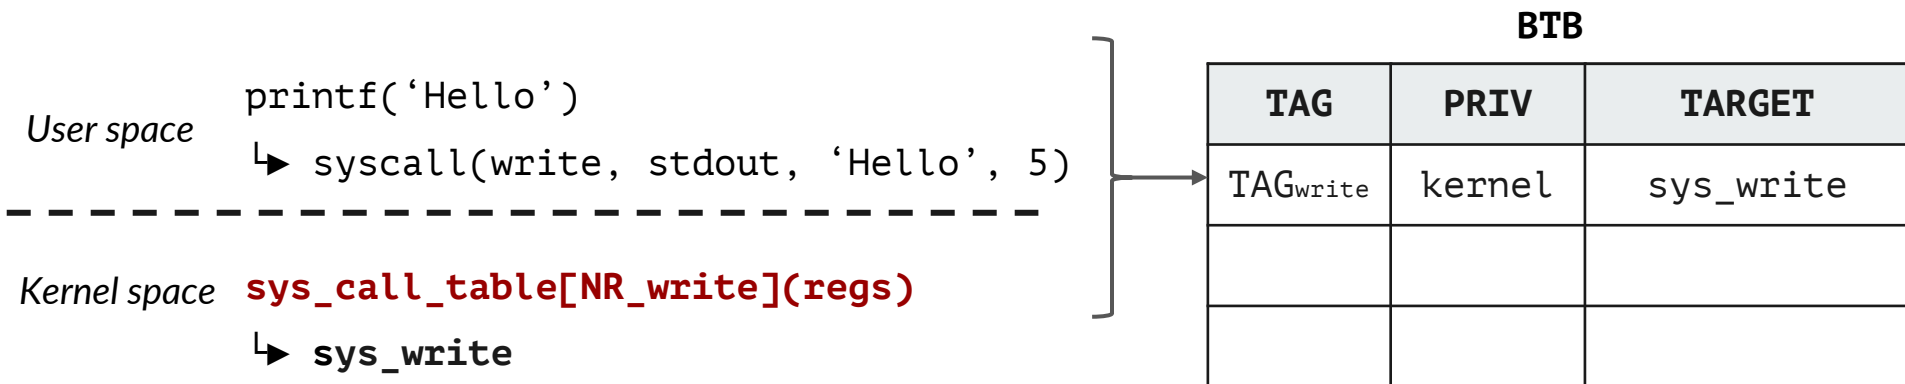 BTB
User space
printf(‘Hello’)
↳ syscall(write, stdout, ‘Hello’, 5)
Kernel space
sys_call_table[NR_write](regs)
↳ sys_write
TAG PRIV TARGET
TAGwrite kernel sys_write